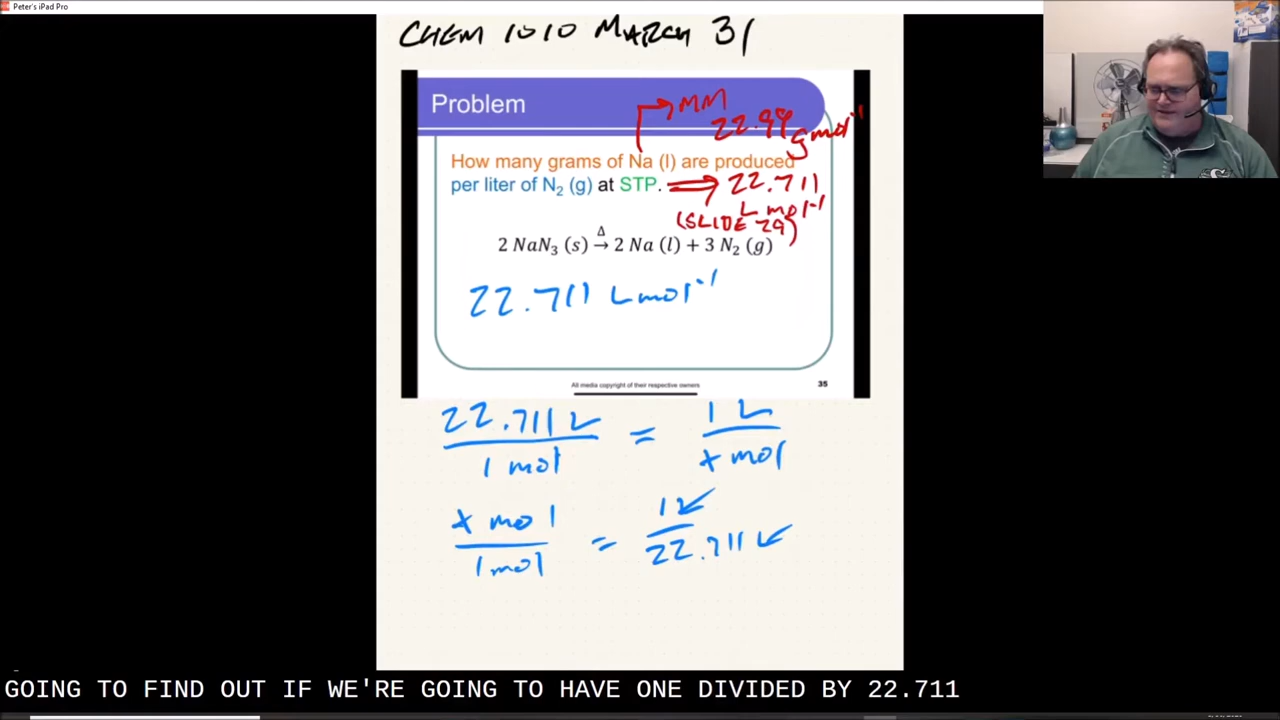 Peter's iPad Pro
CHEM 1010 MARCH 31
Problem
MM
22.99
gmol⁻¹
How many grams of Na (l) are produced
per liter of N₂ (g) at STP.
22.711
L mol⁻¹
(SLIDE 29)
2 NaN₃ (s) Δ→ 2 Na (l) + 3 N₂ (g)
22.711 L mol⁻¹
All media copyright of their respective owners
35
22.711 L = 1 L
1 mol x mol
x mol = 1 L
1 mol 22.711 L
GOING TO FIND OUT IF WE'RE GOING TO HAVE ONE DIVIDED BY 22.711